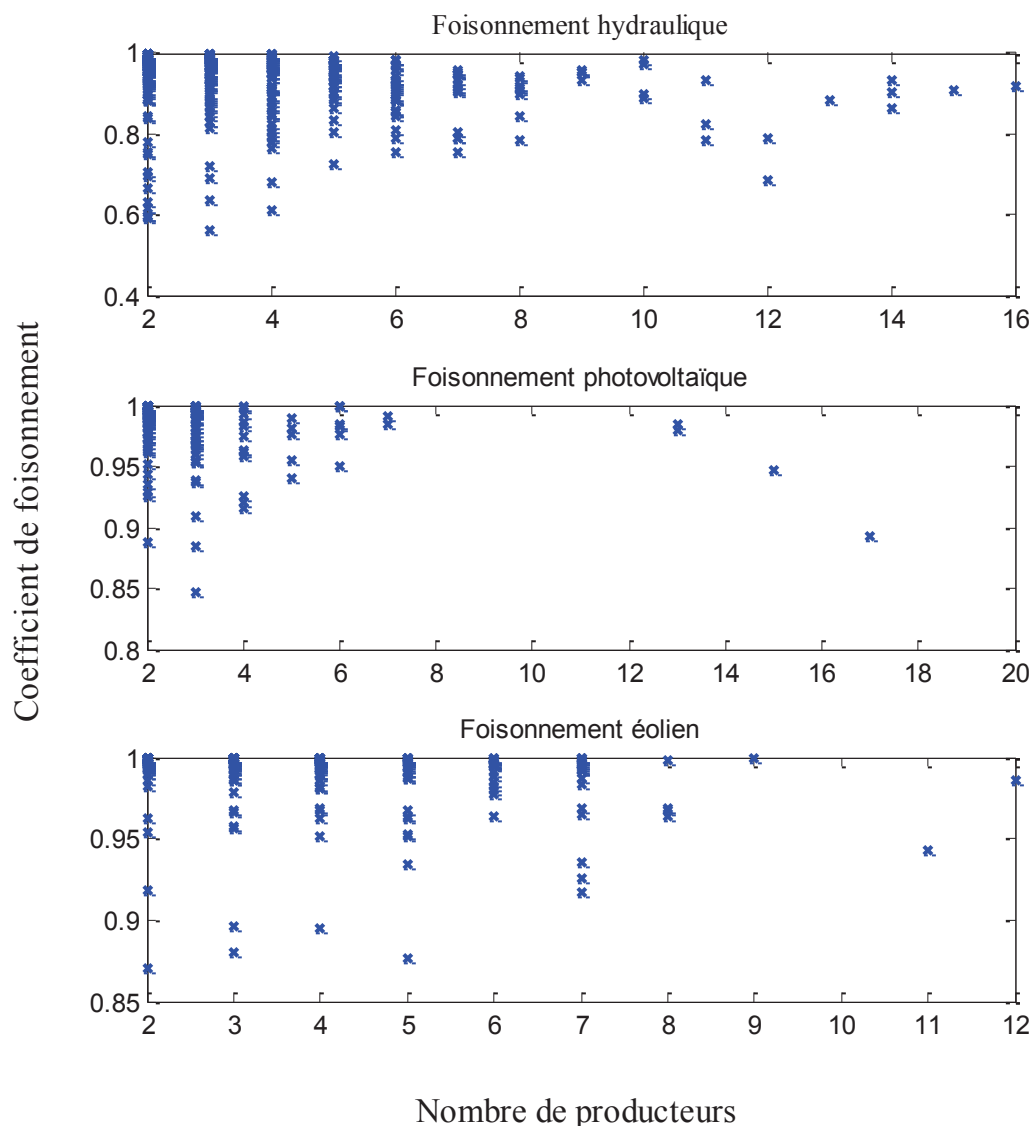 Foisonnement hydraulique
1
0.8
0.6
0.4
2 4 6 8 10 12 14 16
Foisonnement photovoltaïque
1
0.95
0.9
0.85
0.8
2 4 6 8 10 12 14 16 18 20
Foisonnement éolien
1
0.95
0.9
0.85
2 3 4 5 6 7 8 9 10 11 12
Coefficient de foisonnement
Nombre de producteurs